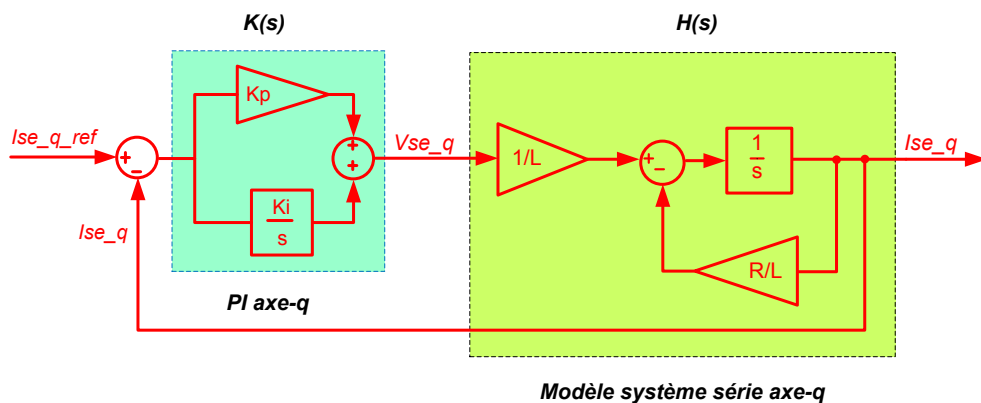 K(s)
H(s)
Kp
Ise_q_ref
+
-
+
+
Vse_q
1/L
+
-
1
s
Ise_q
Ki
s
Ise_q
R/L
PI axe-q
Modèle système série axe-q